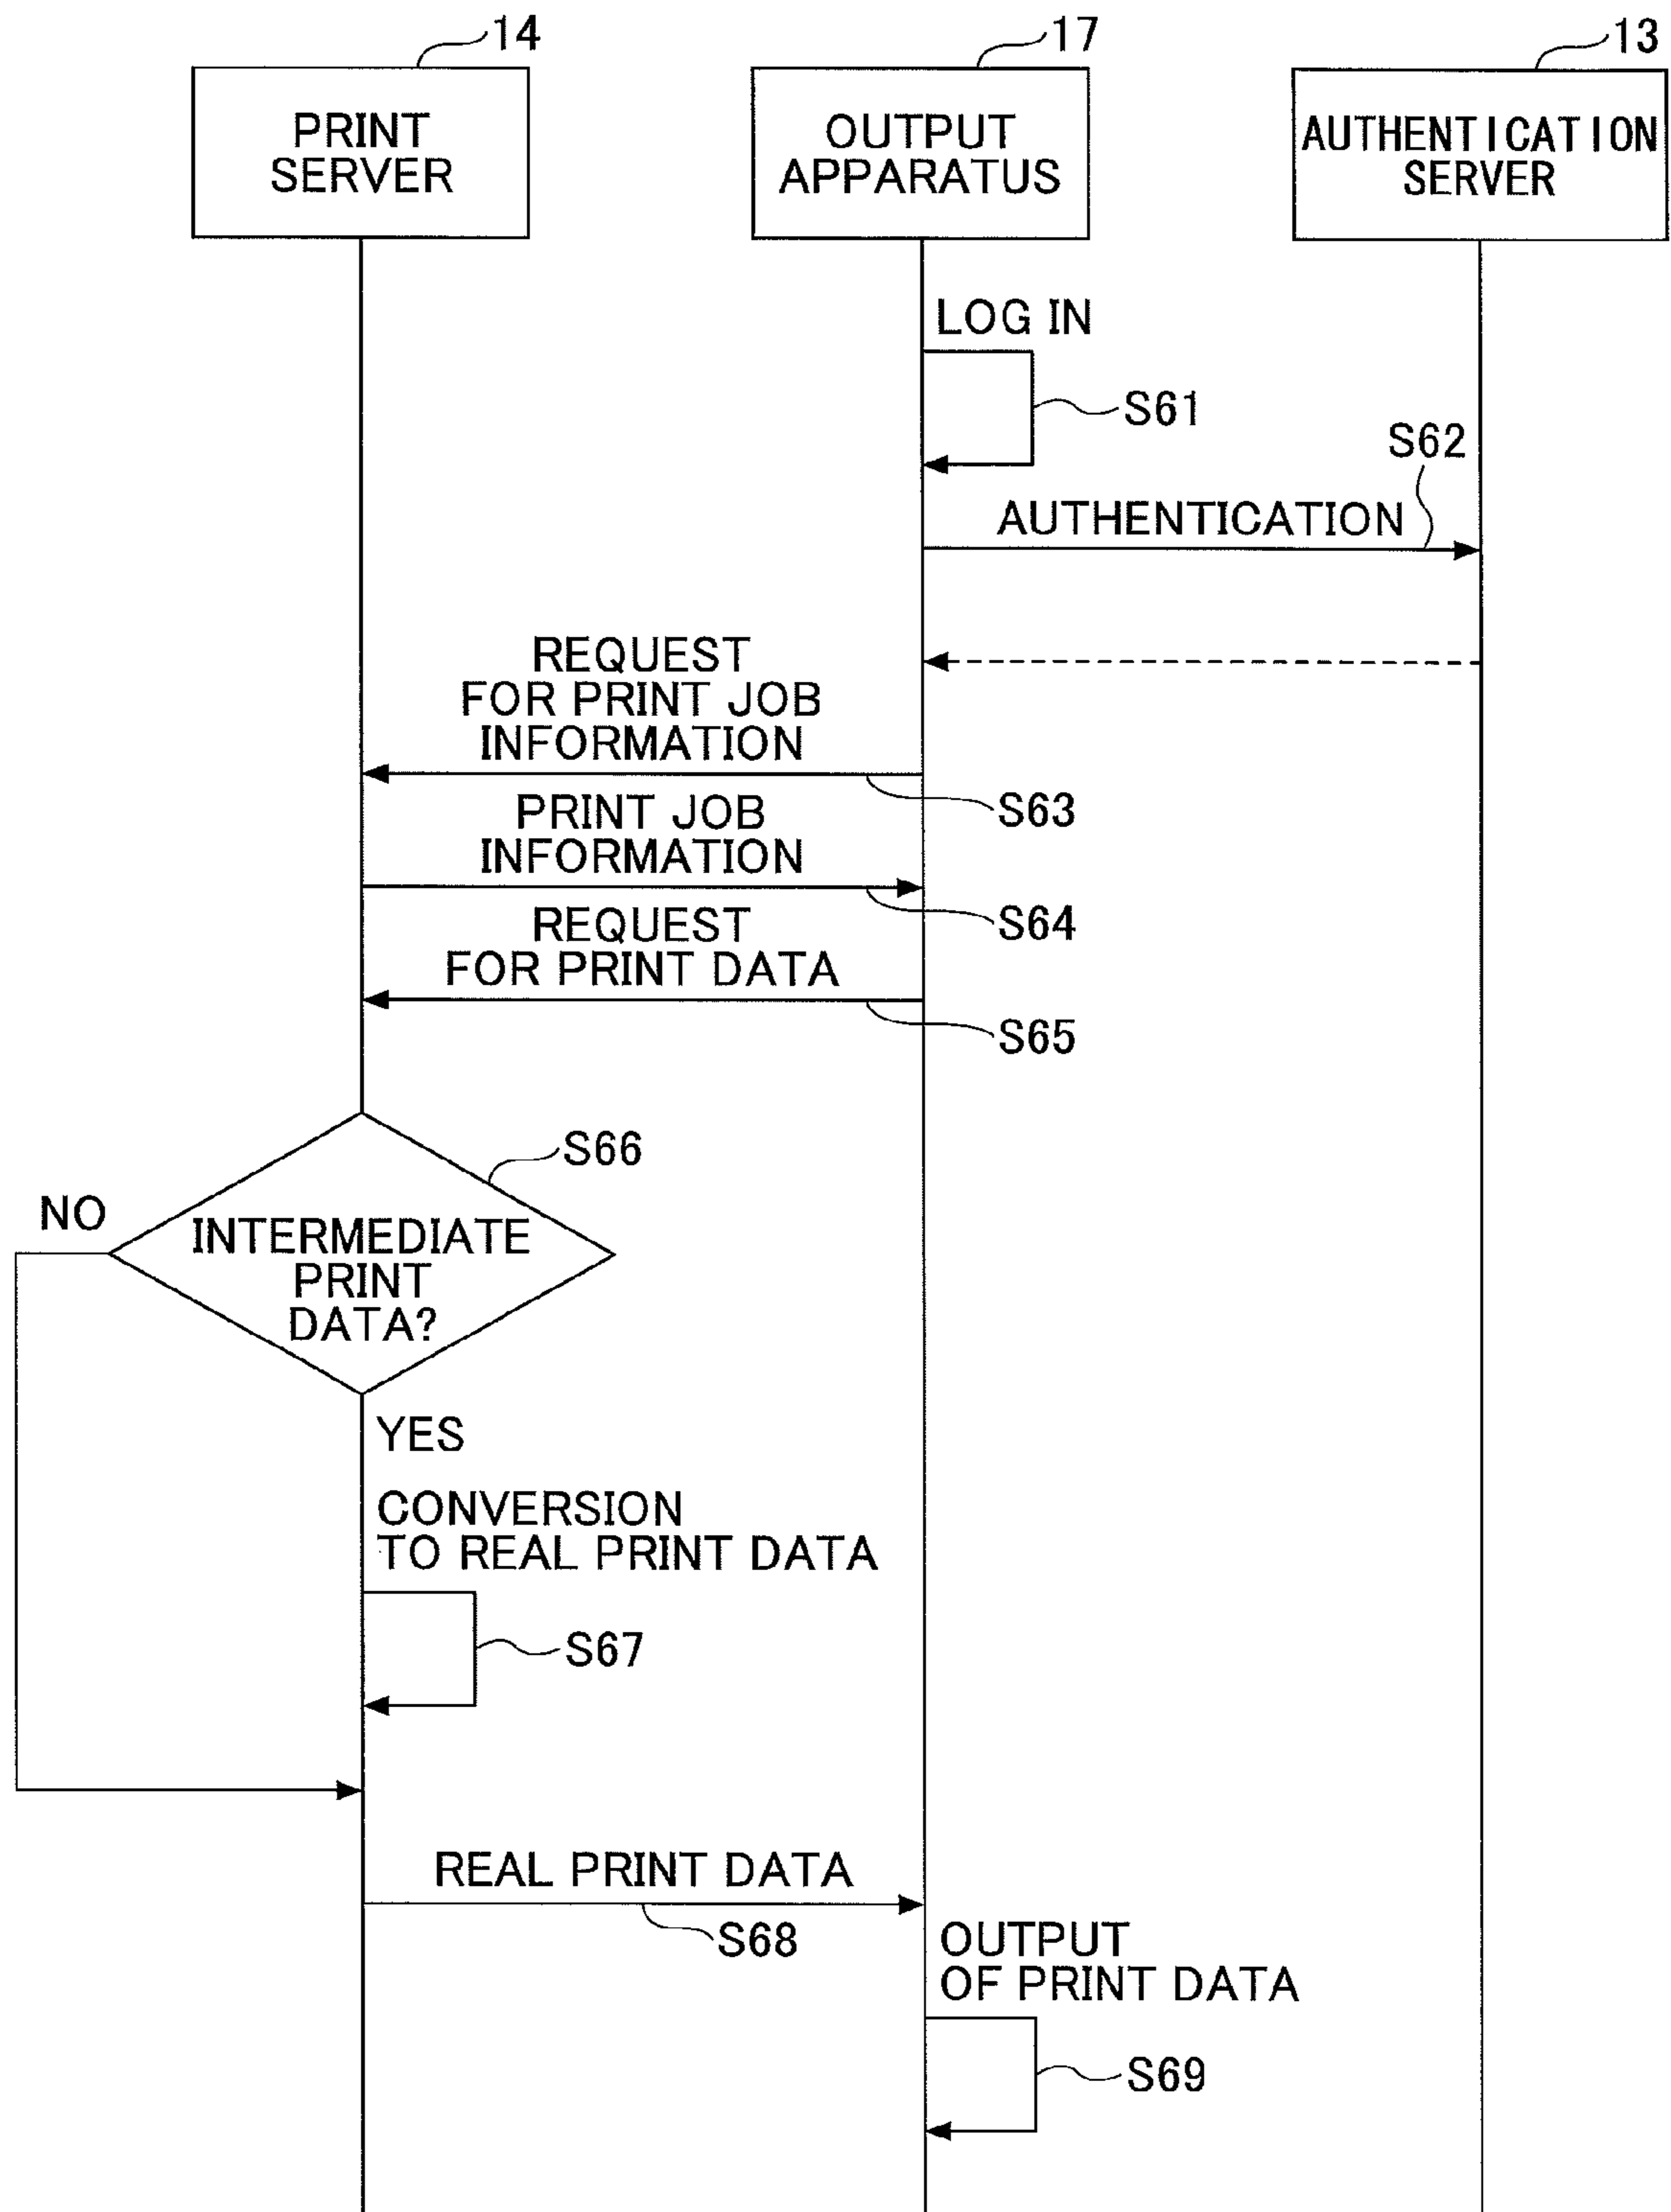 14
17
13
PRINT
SERVER
OUTPUT
APPARATUS
AUTHENTICATION
SERVER
LOG IN
S61
S62
AUTHENTICATION
REQUEST
FOR PRINT JOB
INFORMATION
S63
PRINT JOB
INFORMATION
S64
REQUEST
FOR PRINT DATA
S65
S66
NO
INTERMEDIATE
PRINT
DATA?
YES
CONVERSION
TO REAL PRINT DATA
S67
REAL PRINT DATA
S68
OUTPUT
OF PRINT DATA
S69